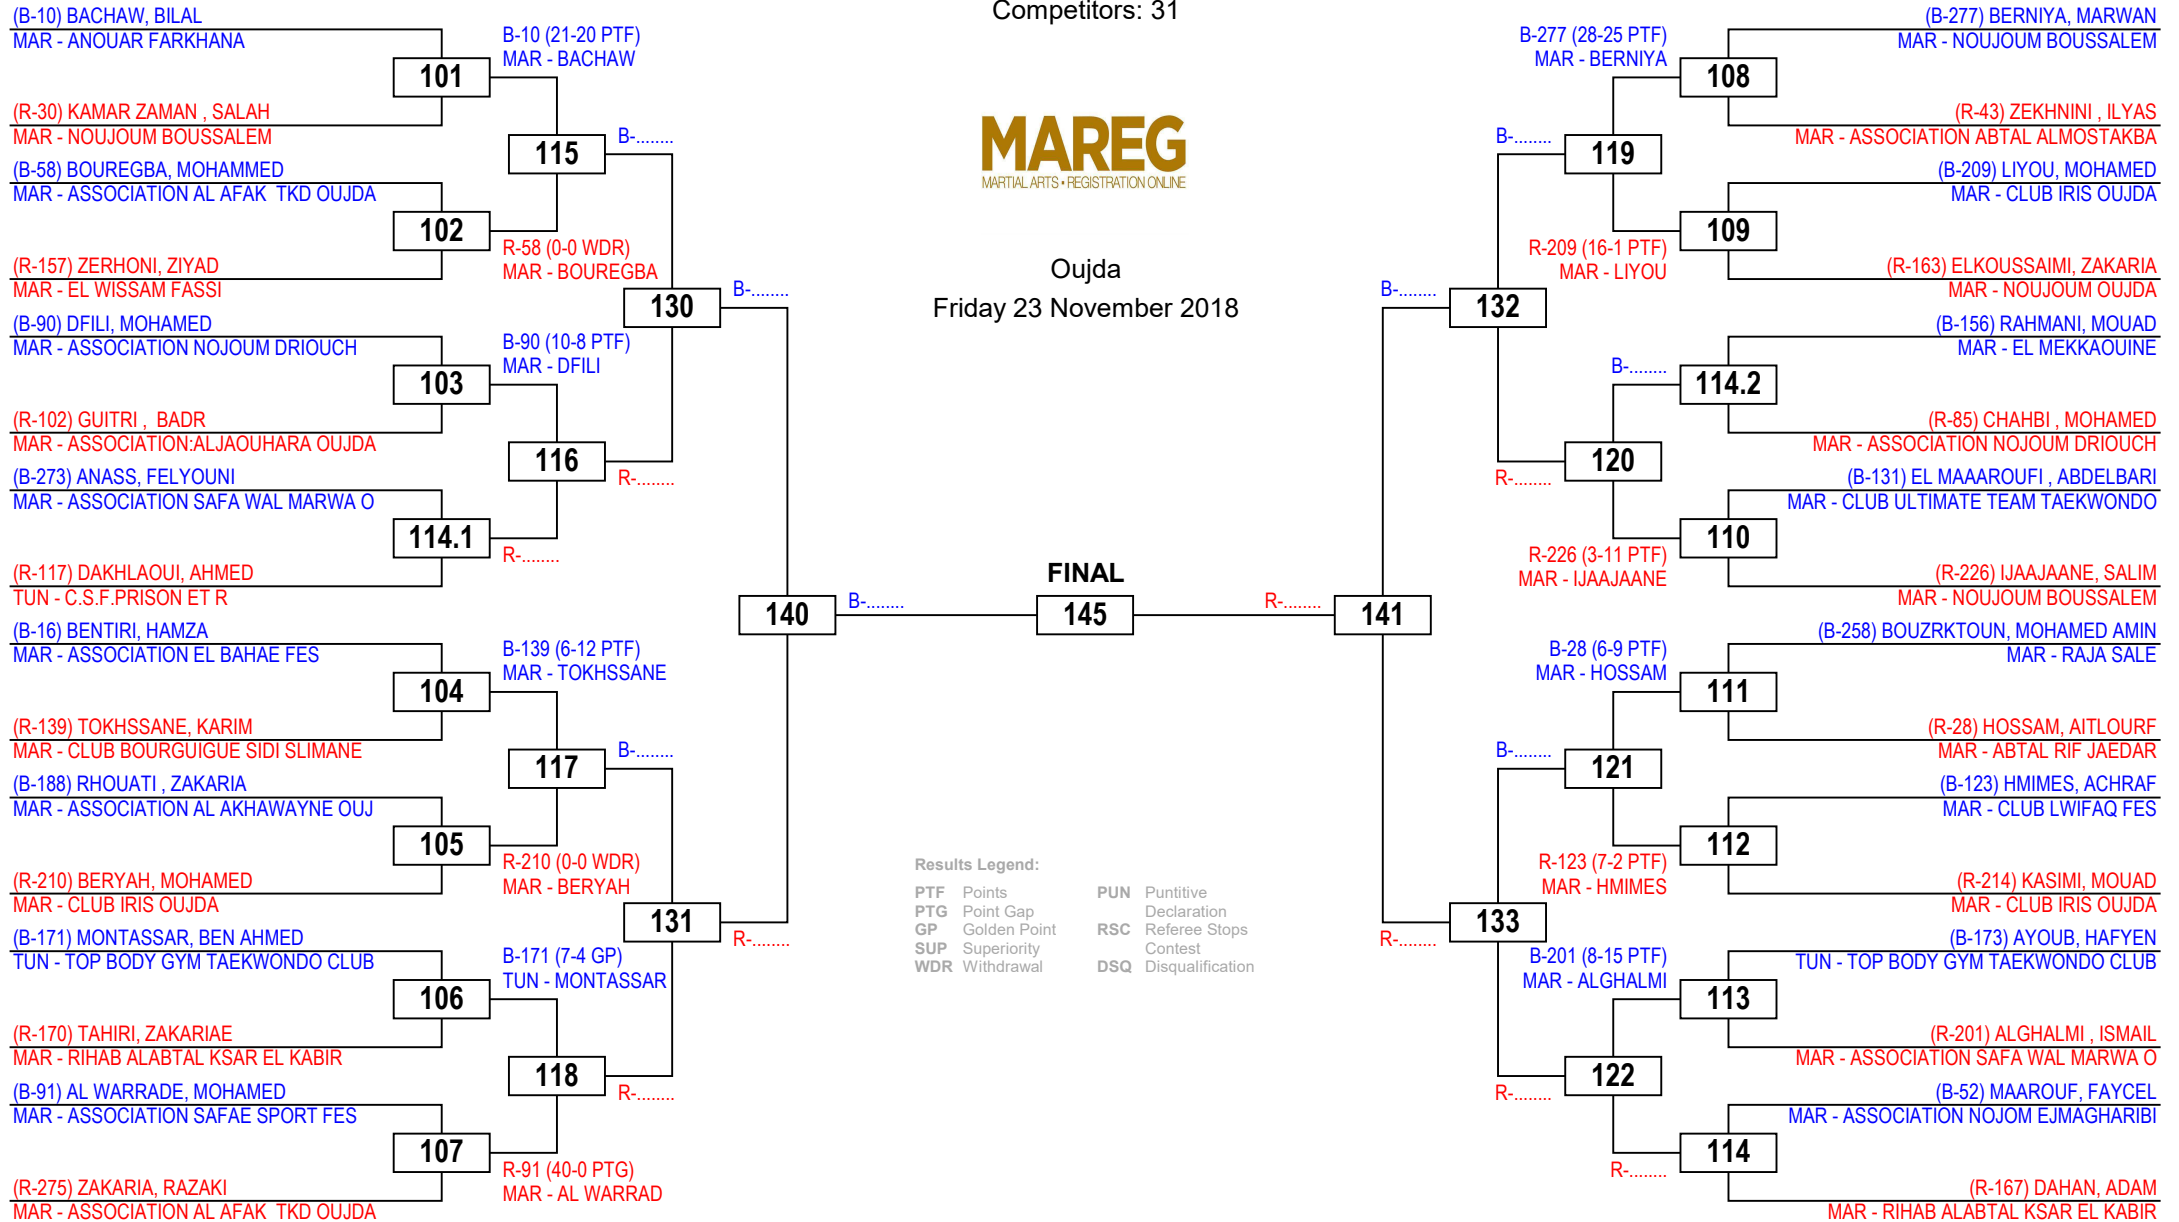 Competitors: 31
MAREG
MARTIAL ARTS • REGISTRATION ONLINE
Oujda
Friday 23 November 2018
(B-10) BACHAW, BILAL
MAR - ANOUAR FARKHANA
101
B-10 (21-20 PTF)
MAR - BACHAW
(R-30) KAMAR ZAMAN , SALAH
MAR - NOUJOUM BOUSSALEM
115
B-........
(B-58) BOUREGBA, MOHAMMED
MAR - ASSOCIATION AL AFAK  TKD OUJDA
102
R-58 (0-0 WDR)
MAR - BOUREGBA
(R-157) ZERHONI, ZIYAD
MAR - EL WISSAM FASSI
130
B-........
(B-90) DFILI, MOHAMED
MAR - ASSOCIATION NOJOUM DRIOUCH
103
B-90 (10-8 PTF)
MAR - DFILI
(R-102) GUITRI ,  BADR
MAR - ASSOCIATION:ALJAOUHARA OUJDA
116
R-........
(B-273) ANASS, FELYOUNI
MAR - ASSOCIATION SAFA WAL MARWA O
114.1
R-........
(R-117) DAKHLAOUI, AHMED
TUN - C.S.F.PRISON ET R
140
B-........
(B-16) BENTIRI, HAMZA
MAR - ASSOCIATION EL BAHAE FES
104
B-139 (6-12 PTF)
MAR - TOKHSSANE
(R-139) TOKHSSANE, KARIM
MAR - CLUB BOURGUIGUE SIDI SLIMANE
117
B-........
(B-188) RHOUATI , ZAKARIA
MAR - ASSOCIATION AL AKHAWAYNE OUJ
105
R-210 (0-0 WDR)
MAR - BERYAH
(R-210) BERYAH, MOHAMED
MAR - CLUB IRIS OUJDA
131
R-........
(B-171) MONTASSAR, BEN AHMED
TUN - TOP BODY GYM TAEKWONDO CLUB
106
B-171 (7-4 GP)
TUN - MONTASSAR
(R-170) TAHIRI, ZAKARIAE
MAR - RIHAB ALABTAL KSAR EL KABIR
118
R-........
(B-91) AL WARRADE, MOHAMED
MAR - ASSOCIATION SAFAE SPORT FES
107
R-91 (40-0 PTG)
MAR - AL WARRAD
(R-275) ZAKARIA, RAZAKI
MAR - ASSOCIATION AL AFAK  TKD OUJDA
FINAL
145
Results Legend:
PTF Points
PTG Point Gap
GP Golden Point
SUP Superiority
WDR Withdrawal
PUN Puntitive
Declaration
RSC Referee Stops
Contest
DSQ Disqualification
(B-277) BERNIYA, MARWAN
MAR - NOUJOUM BOUSSALEM
B-277 (28-25 PTF)
MAR - BERNIYA
108
(R-43) ZEKHNINI , ILYAS
MAR - ASSOCIATION ABTAL ALMOSTAKBA
B-........
119
(B-209) LIYOU, MOHAMED
MAR - CLUB IRIS OUJDA
109
R-209 (16-1 PTF)
MAR - LIYOU
(R-163) ELKOUSSAIMI, ZAKARIA
MAR - NOUJOUM OUJDA
B-........
132
(B-156) RAHMANI, MOUAD
MAR - EL MEKKAOUINE
B-........
114.2
(R-85) CHAHBI , MOHAMED
MAR - ASSOCIATION NOJOUM DRIOUCH
R-........
120
(B-131) EL MAAAROUFI , ABDELBARI
MAR - CLUB ULTIMATE TEAM TAEKWONDO
110
R-226 (3-11 PTF)
MAR - IJAAJAANE
(R-226) IJAAJAANE, SALIM
MAR - NOUJOUM BOUSSALEM
R-........
141
(B-258) BOUZRKTOUN, MOHAMED AMIN
MAR - RAJA SALE
B-28 (6-9 PTF)
MAR - HOSSAM
111
(R-28) HOSSAM, AITLOURF
MAR - ABTAL RIF JAEDAR
B-........
121
(B-123) HMIMES, ACHRAF
MAR - CLUB LWIFAQ FES
112
R-123 (7-2 PTF)
MAR - HMIMES
(R-214) KASIMI, MOUAD
MAR - CLUB IRIS OUJDA
R-........
133
(B-173) AYOUB, HAFYEN
TUN - TOP BODY GYM TAEKWONDO CLUB
B-201 (8-15 PTF)
MAR - ALGHALMI
113
(R-201) ALGHALMI , ISMAIL
MAR - ASSOCIATION SAFA WAL MARWA O
R-........
122
(B-52) MAAROUF, FAYCEL
MAR - ASSOCIATION NOJOM EJMAGHARIBI
114
R-........
(R-167) DAHAN, ADAM
MAR - RIHAB ALABTAL KSAR EL KABIR